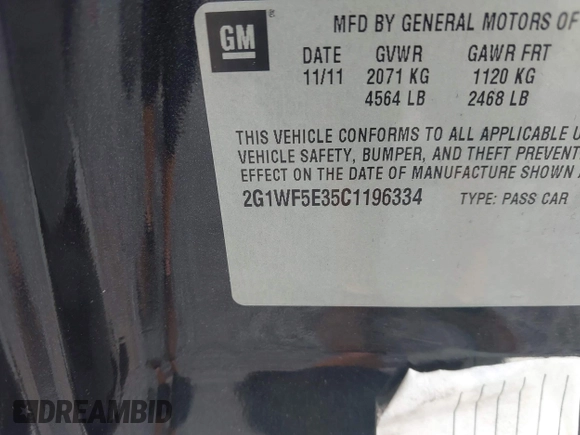 GM
MFD BY GENERAL MOTORS OF
DATE GVWR GAWR FRT
11/11 2071 KG 1120 KG
4564 LB 2468 LB
THIS VEHICLE CONFORMS TO ALL APPLICABLE U
VEHICLE SAFETY, BUMPER, AND THEFT PREVENT
EFFECT ON THE DATE OF MANUFACTURE SHOWN A
2G1WF5E35C1196334 TYPE: PASS CAR
DREAMBID